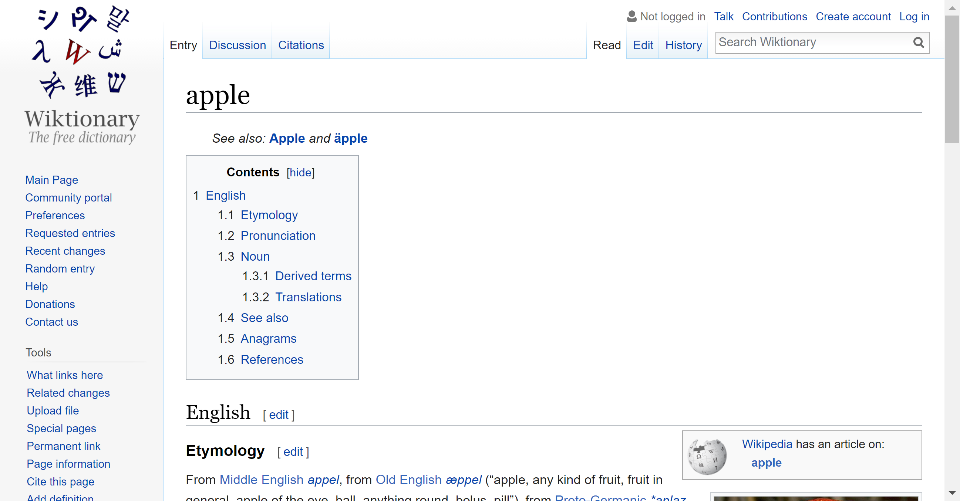 Not logged in Talk Contributions Create account Log in
Entry Discussion Citations Read Edit History Search Wiktionary
Wiktionary
The free dictionary
Main Page
Community portal
Preferences
Requested entries
Recent changes
Random entry
Help
Donations
Contact us
Tools
What links here
Related changes
Upload file
Special pages
Permanent link
Page information
Cite this page
Add definition
apple
See also: Apple and äpple
Contents [hide]
1 English
1.1 Etymology
1.2 Pronunciation
1.3 Noun
1.3.1 Derived terms
1.3.2 Translations
1.4 See also
1.5 Anagrams
1.6 References
English [ edit ]
Etymology [ edit ]
Wikipedia has an article on:
apple
From Middle English appel, from Old English æppel ("apple, any kind of fruit, fruit in
general, apple of the eye, ball, anything round, bolus, pill"), from Proto-Germanic